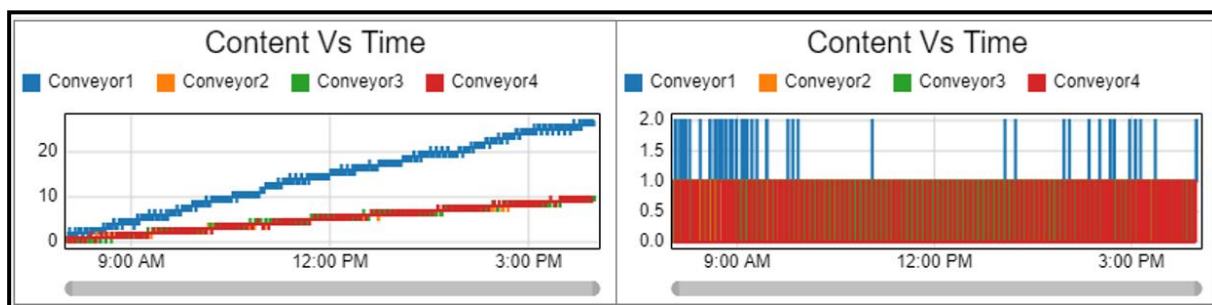 Content Vs Time
Conveyor1 Conveyor2 Conveyor3 Conveyor4
20
10
0
9:00 AM 12:00 PM 3:00 PM
Content Vs Time
Conveyor1 Conveyor2 Conveyor3 Conveyor4
2.0
1.5
1.0
0.5
0.0
9:00 AM 12:00 PM 3:00 PM